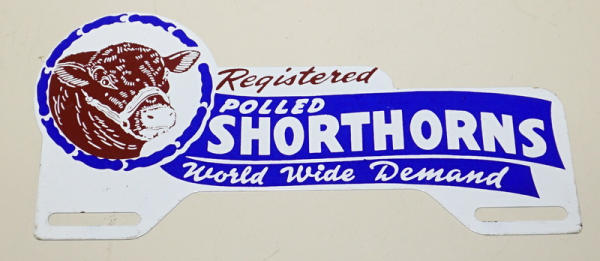 Registered
POLLED
SHORTHORNS
World Wide Demand